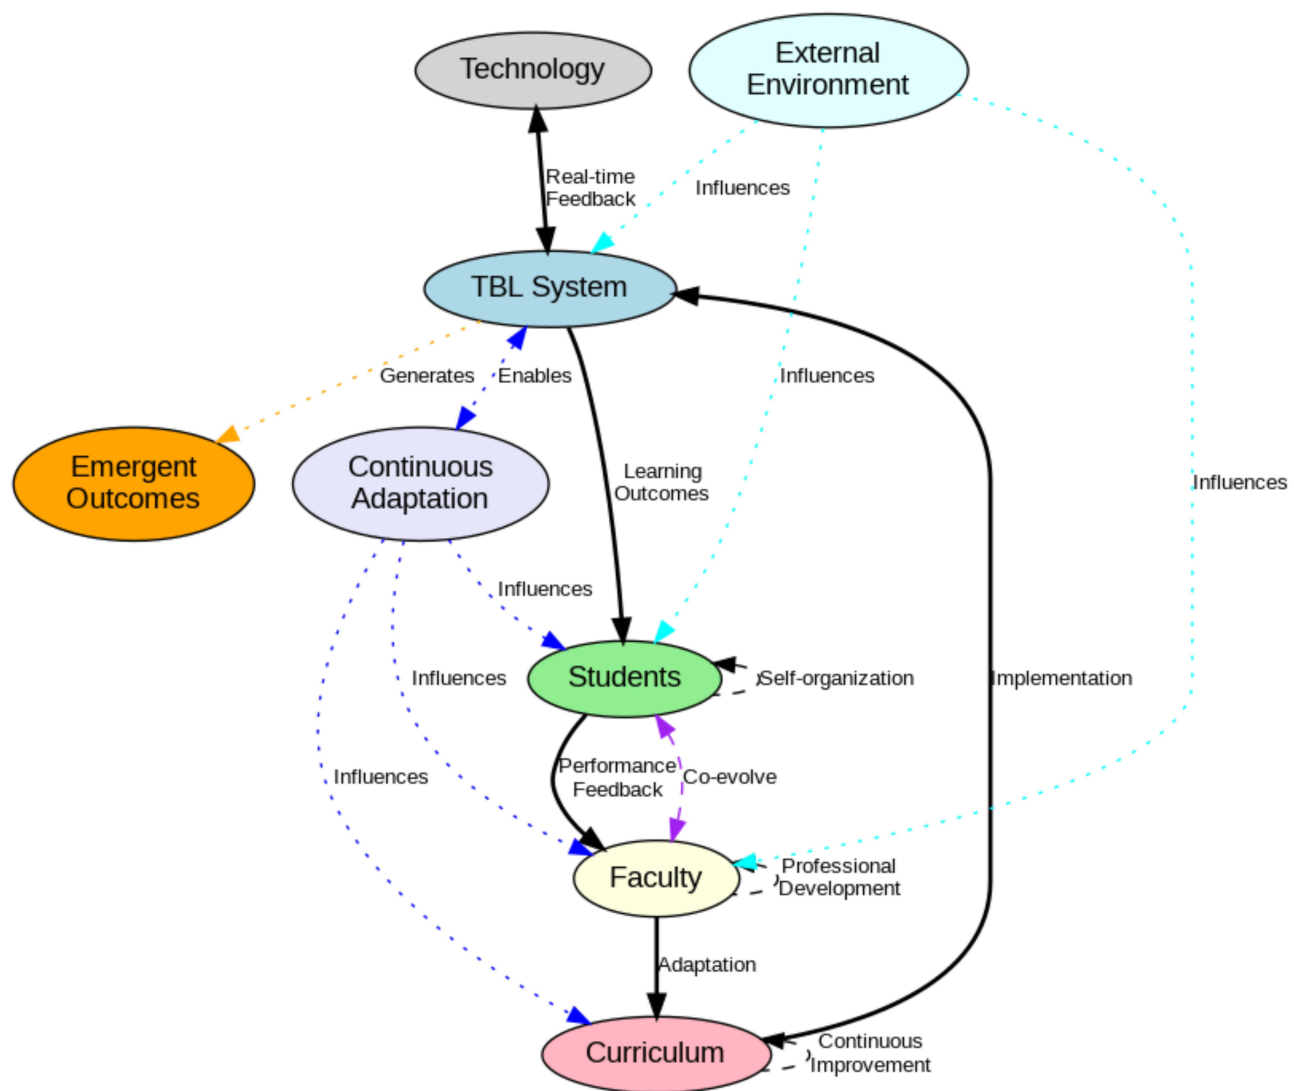 Technology
External
Environment
Real-time
Feedback
Influences
TBL System
Generates
Enables
Influences
Emergent
Outcomes
Continuous
Adaptation
Learning
Outcomes
Influences
Influences
Students
Self-organization
Influences
Implementation
Influences
Performance
Feedback
Co-evolve
Faculty
Professional
Development
Adaptation
Curriculum
Continuous
Improvement